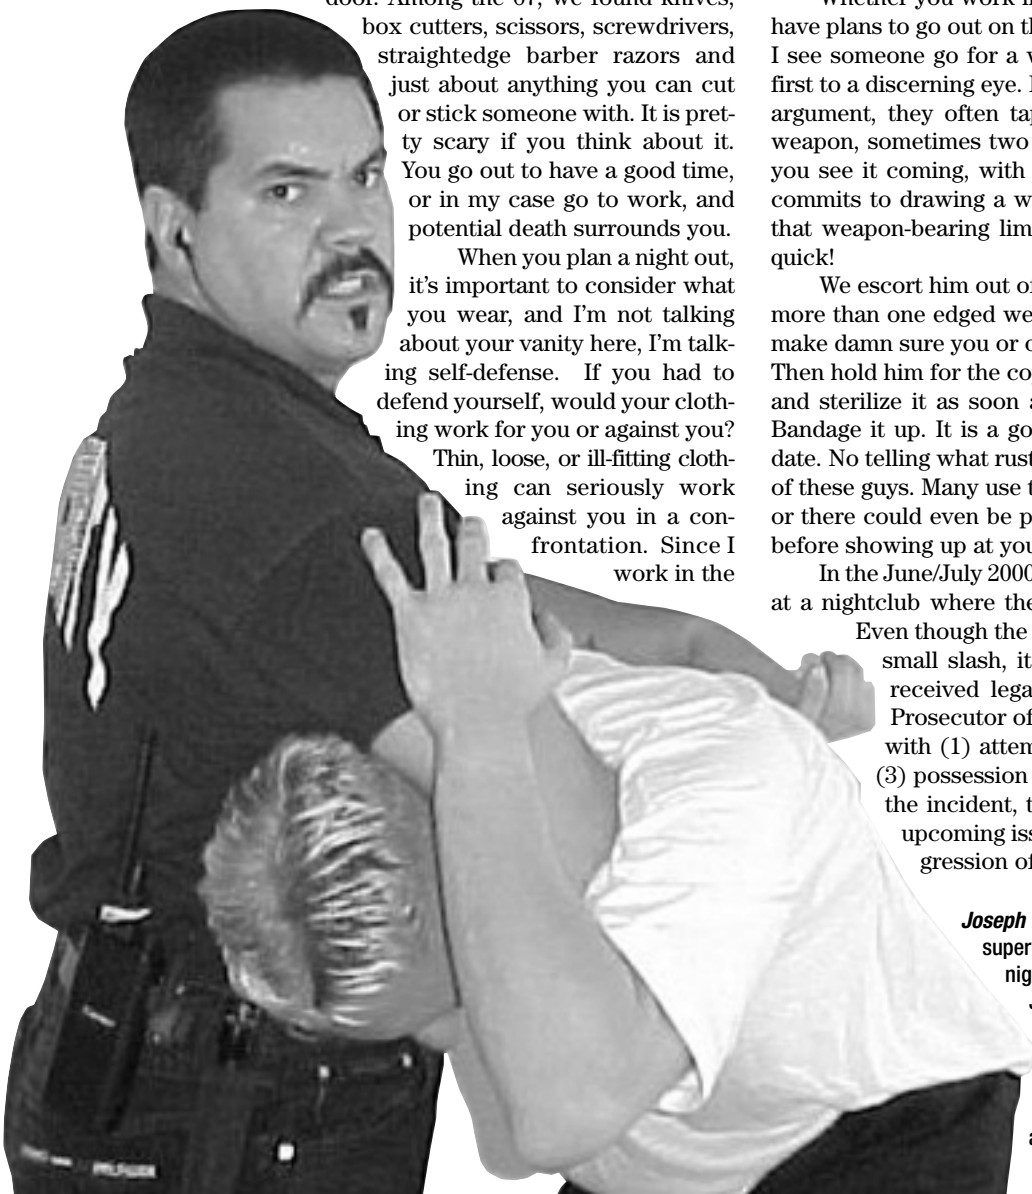 door. Among the 67, we found knives,
box cutters, scissors, screwdrivers,
straightedge barber razors and
just about anything you can cut
or stick someone with. It is pret-
ty scary if you think about it.
You go out to have a good time,
or in my case go to work, and
potential death surrounds you.
When you plan a night out,
it's important to consider what
you wear, and I'm not talking
about your vanity here, I'm talk-
ing self-defense. If you had to
defend yourself, would your cloth-
ing work for you or against you?
Thin, loose, or ill-fitting cloth-
ing can seriously work
against you in a con-
frontation. Since I
work in the
Whether you work in
have plans to go out on th
I see someone go for a
first to a discerning eye.
argument, they often tap
weapon, sometimes two
you see it coming, with
commits to drawing a w
that weapon-bearing lim
quick!
We escort him out o
more than one edged we
make damn sure you or o
Then hold him for the co
and sterilize it as soon a
Bandage it up. It is a go
date. No telling what rust
of these guys. Many use t
or there could even be p
before showing up at you
In the June/July 2000
at a nightclub where the
Even though the
small slash, it
received lega
Prosecutor of
with (1) attem
(3) possession
the incident, t
upcoming iss
gression of
Joseph
super
nig
a